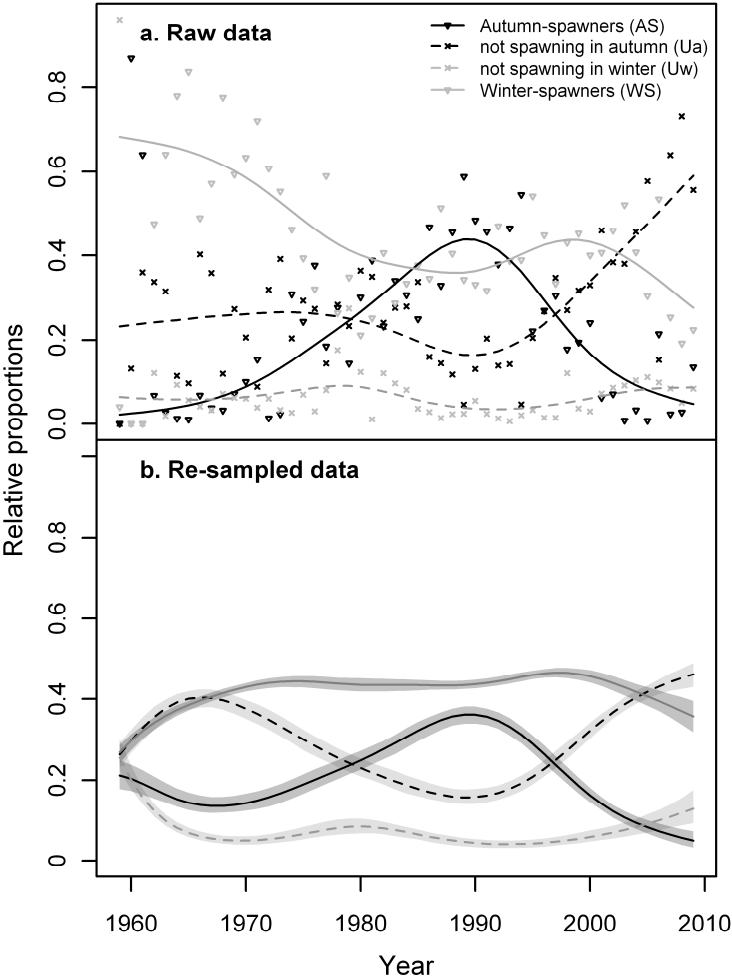 a. Raw data
Autumn-spawners (AS)
not spawning in autumn (Ua)
not spawning in winter (Uw)
Winter-spawners (WS)
0.8
0.6
0.4
0.2
0.0
Relative proportions
b. Re-sampled data
0.8
0.6
0.4
0.2
0
1960 1970 1980 1990 2000 2010
Year